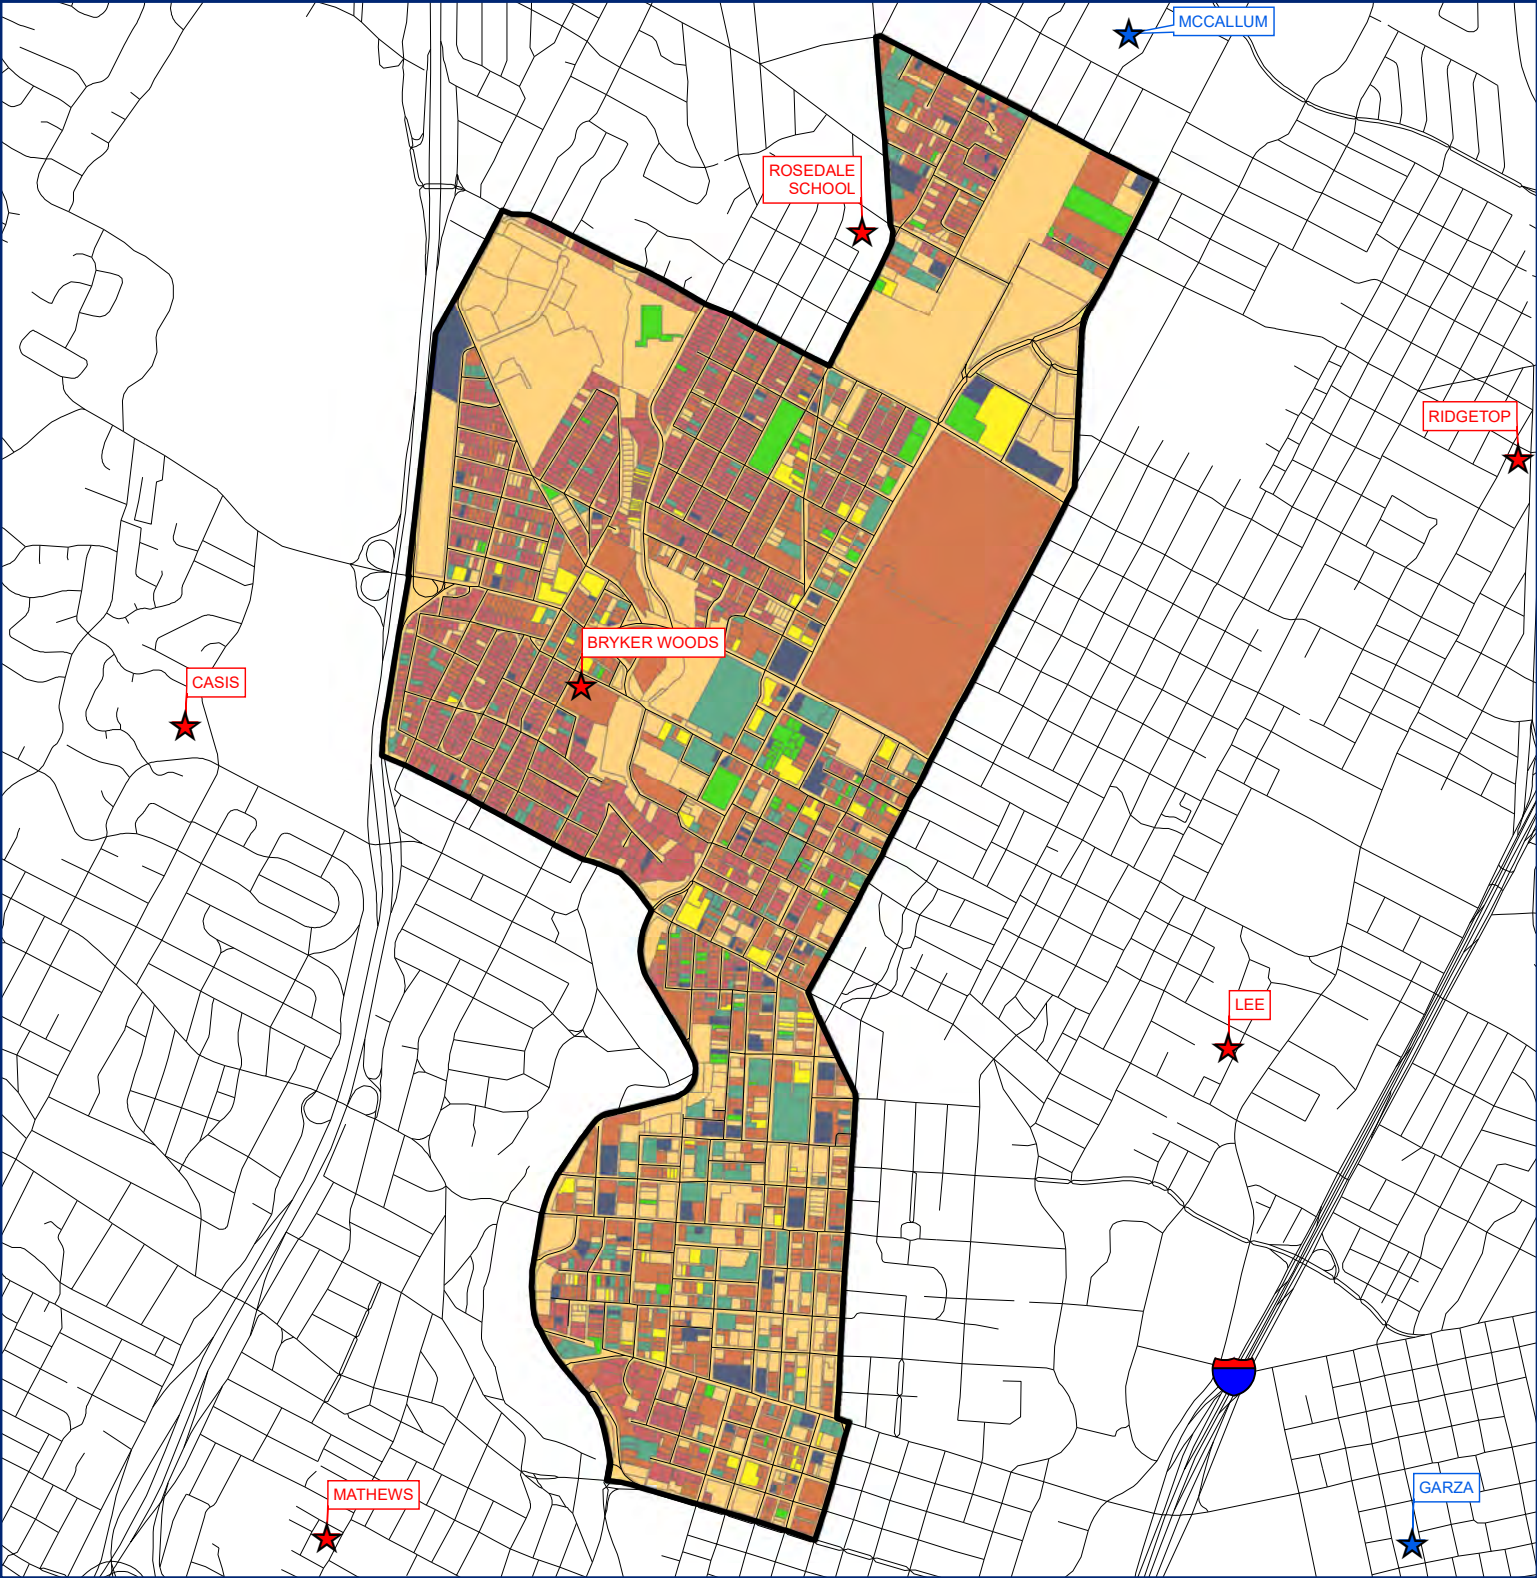 MCCALLUM
ROSEDALE
SCHOOL
RIDGETOP
BRYKER WOODS
CASIS
LEE
MATHEWS
GARZA